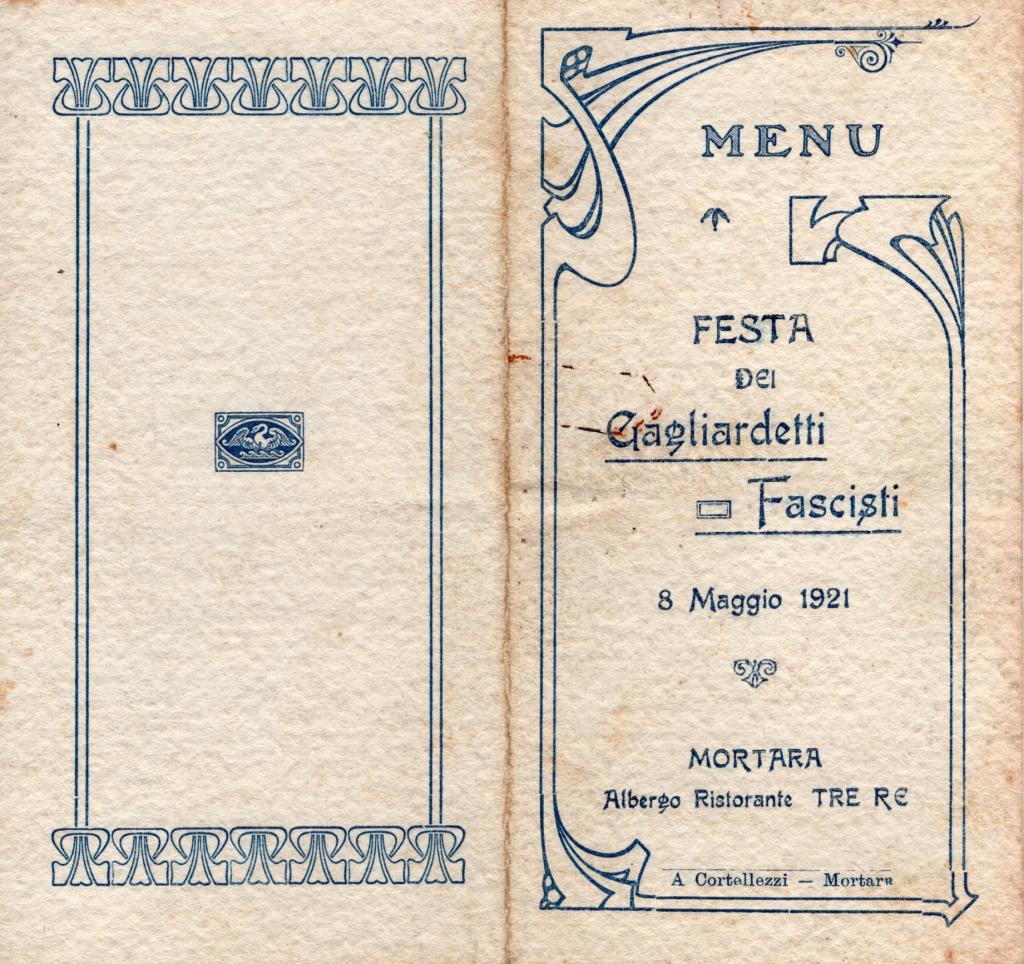 MENU
FESTA
DEI
Gagliardetti
Fascisti
8 Maggio 1921
MORTARA
Albergo Ristorante TRE RE
A Cortellezzi — Mortara